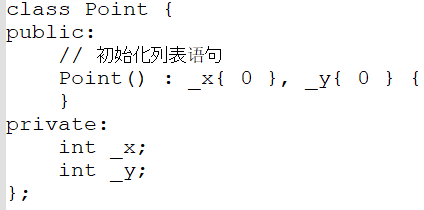 class Point {
public:
    // 初始化列表语句
    Point() : _x{ 0 }, _y{ 0 } {
    }
private:
    int _x;
    int _y;
};